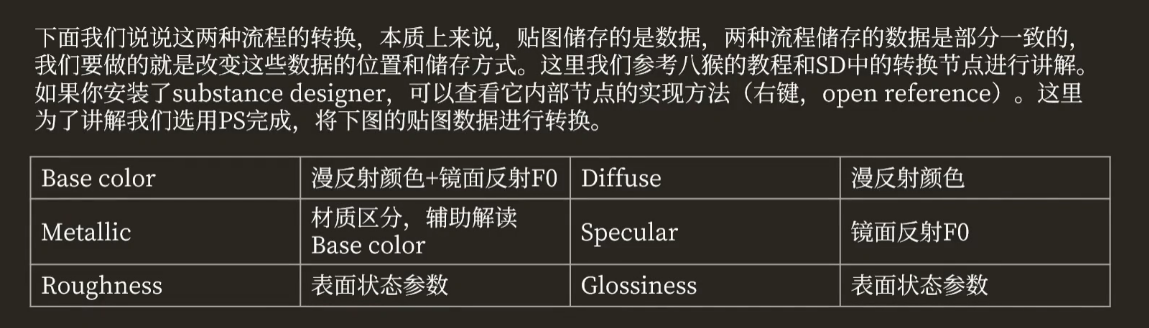 下面我们说说这两种流程的转换，本质上来说，贴图储存的是数据，两种流程储存的数据是部分一致的，
我们要做的就是改变这些数据的位置和储存方式。这里我们参考八猴的教程和SD中的转换节点进行讲解。
如果你安装了substance designer，可以查看它内部节点的实现方法（右键，open reference）。这里
为了讲解我们选用PS完成，将下图的贴图数据进行转换。
Base color 漫反射颜色+镜面反射F0 Diffuse 漫反射颜色
Metallic 材质区分，辅助解读
Base color Specular 镜面反射F0
Roughness 表面状态参数 Glossiness 表面状态参数